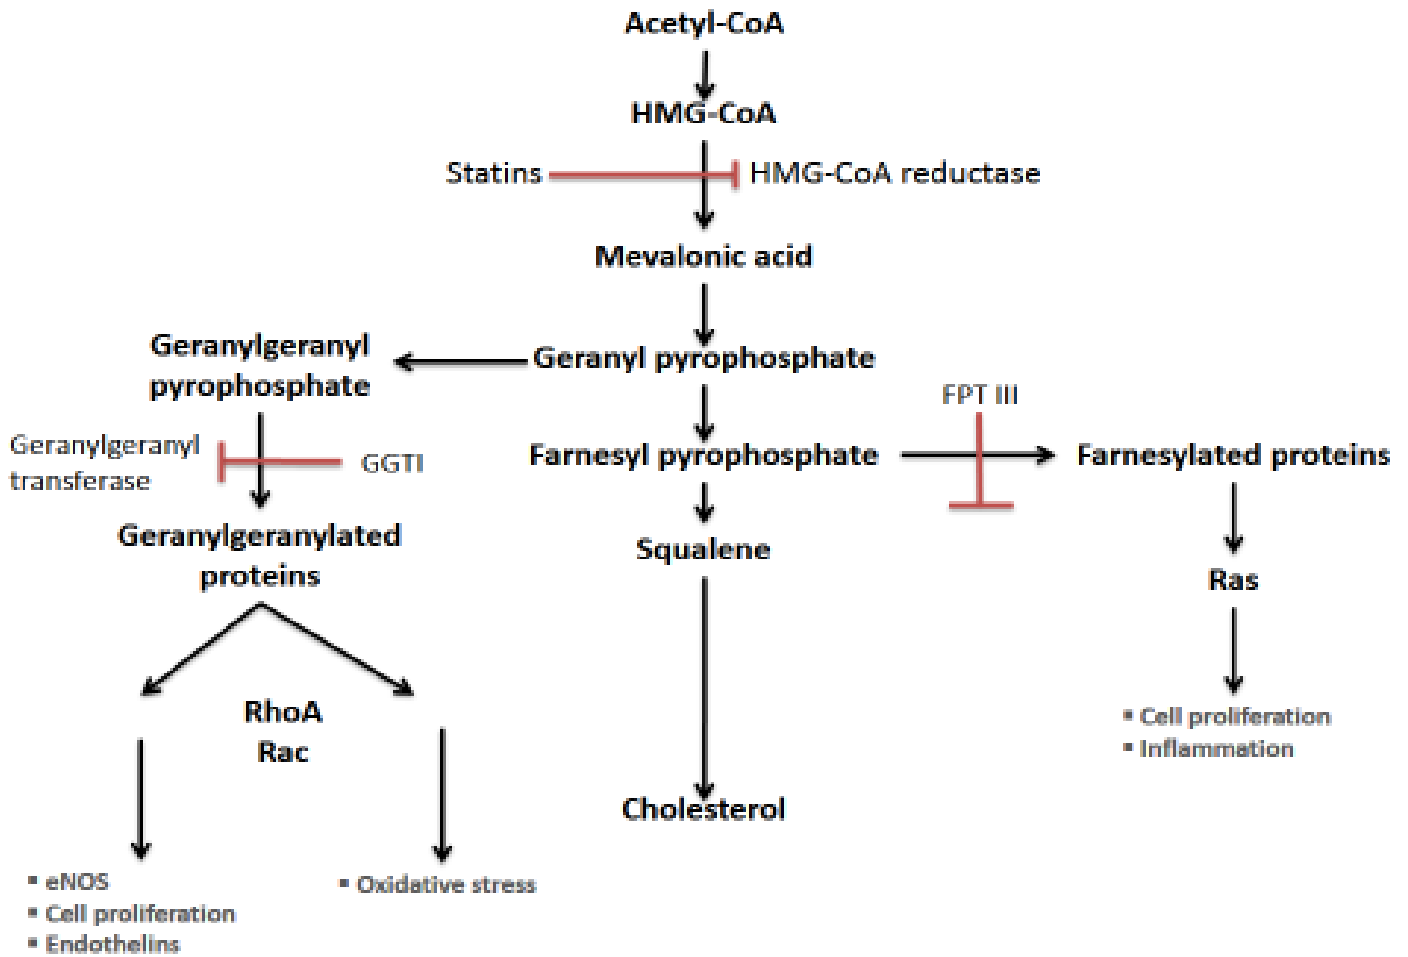 Acetyl-CoA
HMG-CoA
Statins
HMG-CoA reductase
Mevalonic acid
Geranylgeranyl
pyrophosphate
Geranyl pyrophosphate
FPT III
Geranylgeranyl
transferase
GGTI
Farnesyl pyrophosphate
Farnesylated proteins
Geranylgeranylated
proteins
Squalene
Ras
RhoA
Rac
▪ Cell proliferation
▪ Inflammation
Cholesterol
▪ eNOS
▪ Cell proliferation
▪ Endothelins
▪ Oxidative stress